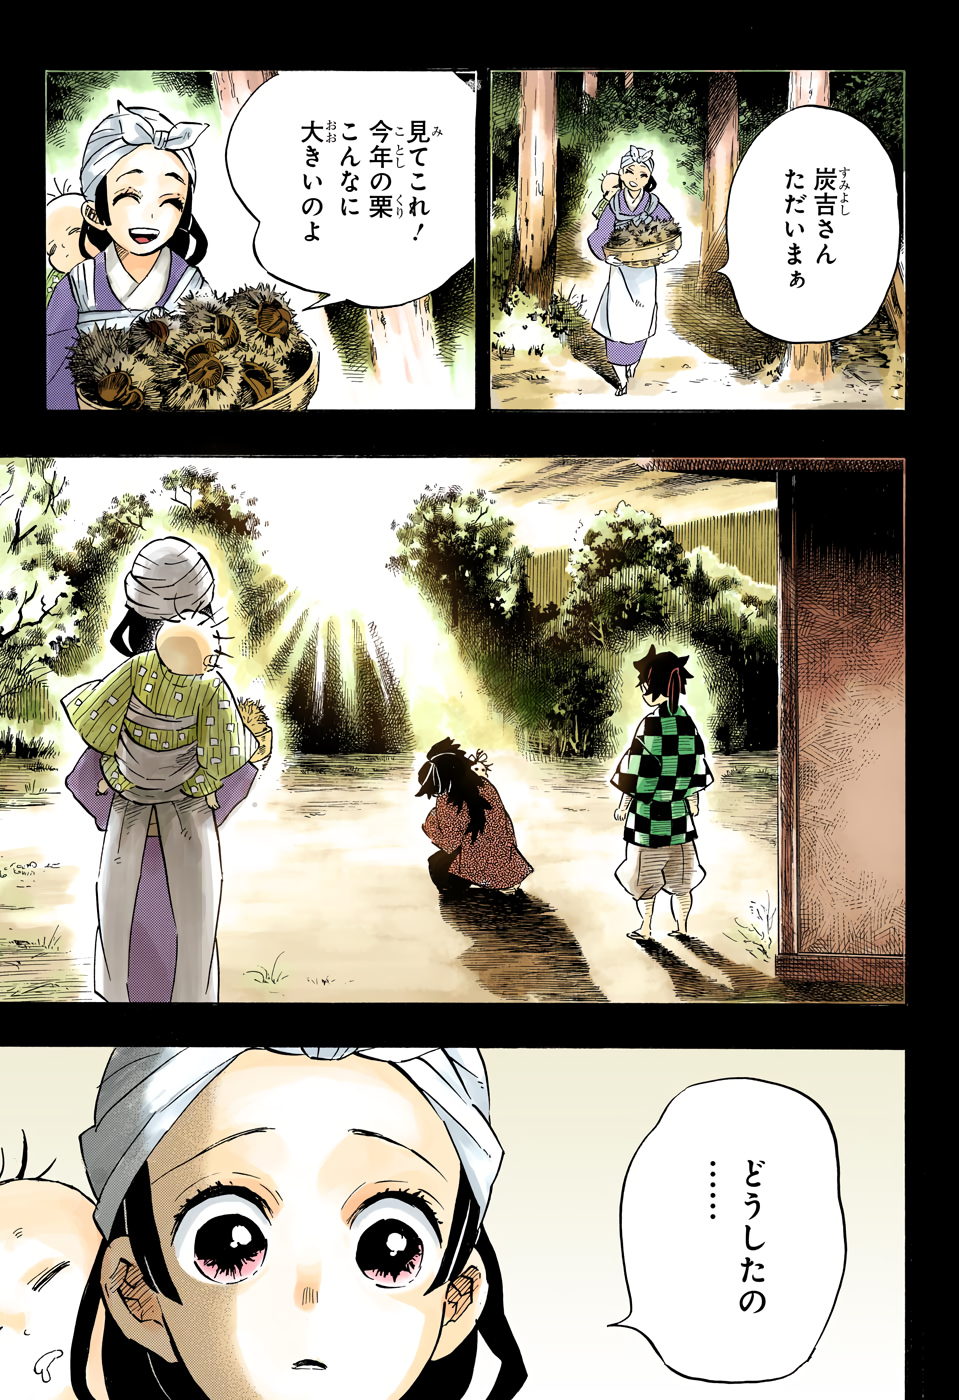 炭吉さん
ただいまぁ
見てこれ!
今年の栗
こんなに
大きいのよ
どうしたの
……